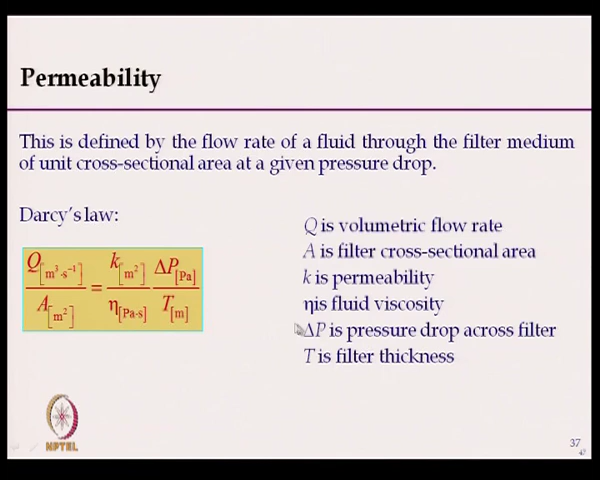 Permeability
This is defined by the flow rate of a fluid through the filter medium
of unit cross-sectional area at a given pressure drop.
Darcy's law:
Q[m³·s⁻¹] / A[m²] = k[m²] / η[Pa·s] ΔP[Pa] / T[m]
Q is volumetric flow rate
A is filter cross-sectional area
k is permeability
ηis fluid viscosity
ΔP is pressure drop across filter
T is filter thickness
NPTEL
37